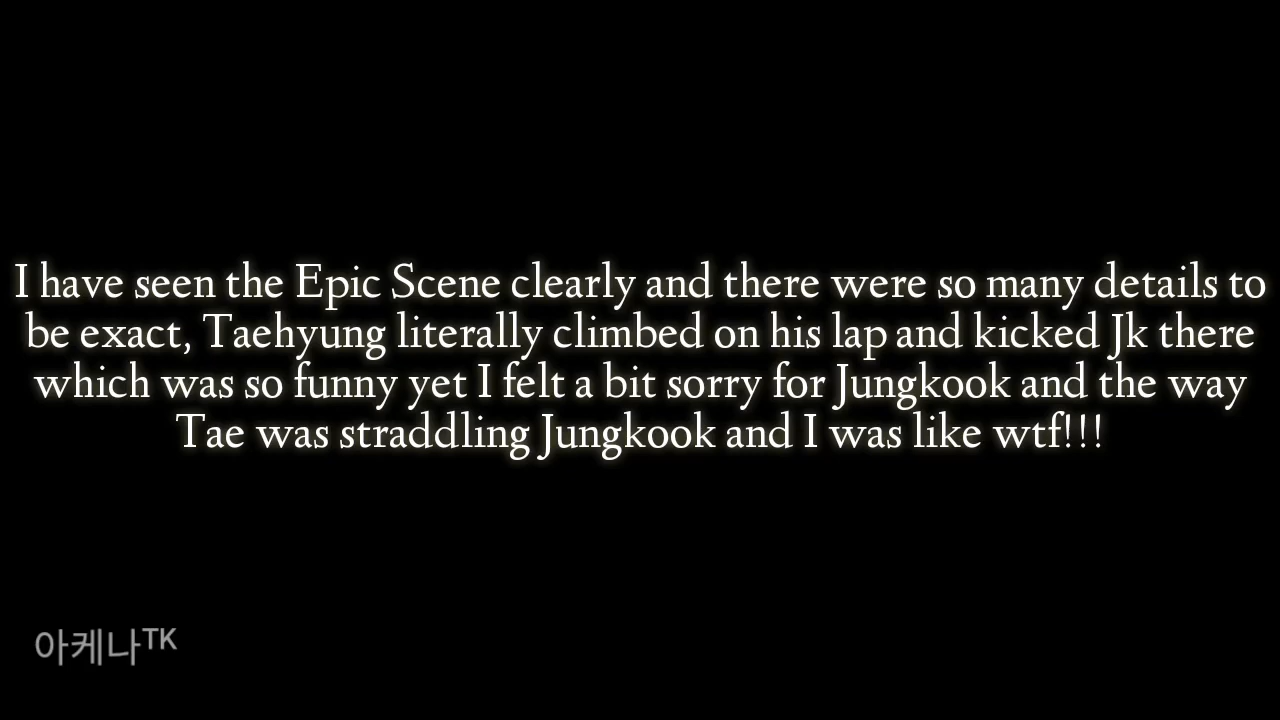 I have seen the Epic Scene clearly and there were so many details to
be exact, Taehyung literally climbed on his lap and kicked Jk there
which was so funny yet I felt a bit sorry for Jungkook and the way
Tae was straddling Jungkook and I was like wtf!!!
아케나ᵀᴷ